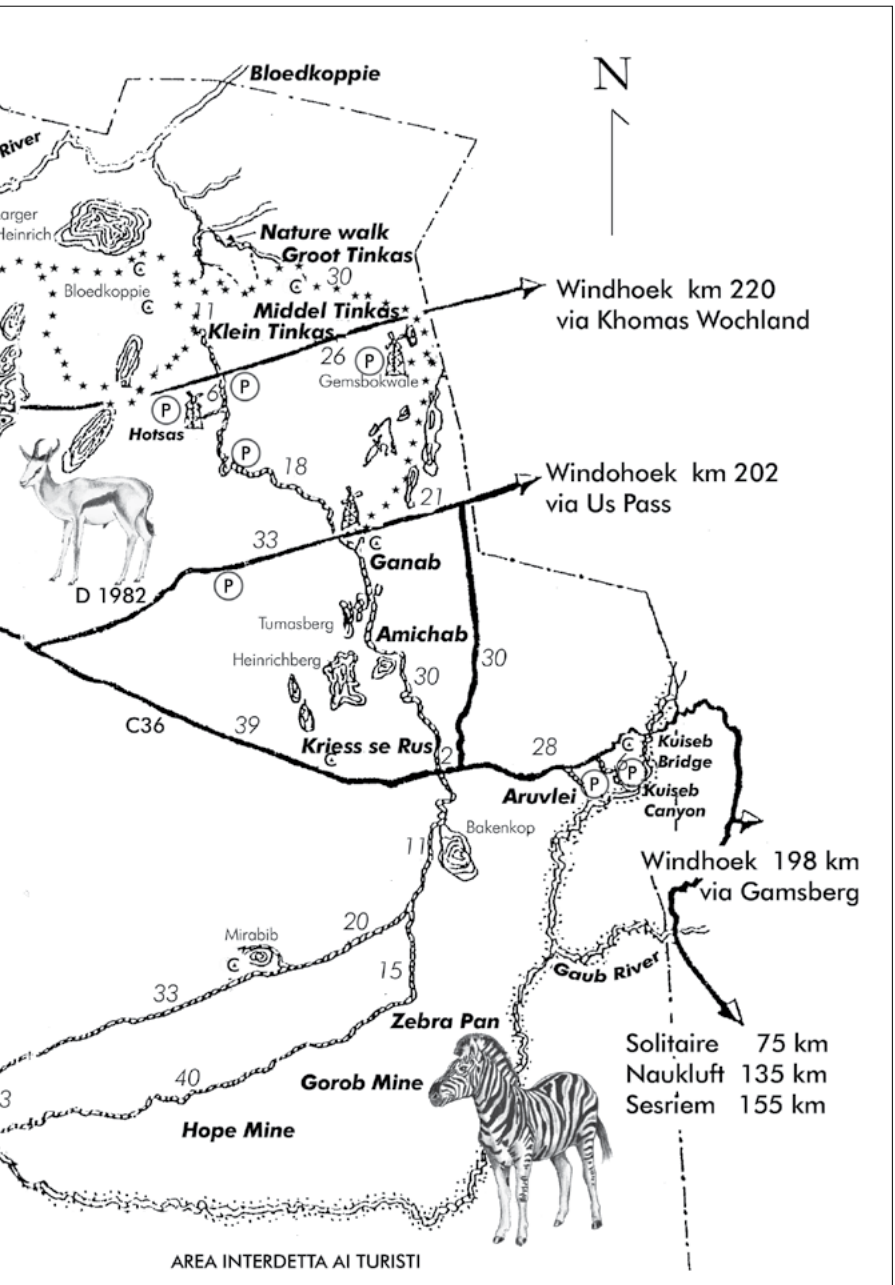 Bloedkoppie
N
River
arger
Heinrich
Nature walk
Groot Tinkas
30
Bloedkoppie
11
Middel Tinkas
Klein Tinkas
Windhoek km 220
via Khomas Wochland
26
P
Gemsbokwale
P
6
P
Hotsas
P
18
21
Windohoek km 202
via Us Pass
33
Ganab
P
D 1982
Tumasberg
Amichab
Heinrichberg
30
30
C36
39
Kriess se Rus
2
28
Kuiseb
Bridge
P
P
Aruvlei
Kuiseb
Canyon
11
Bakenkop
Windhoek 198 km
via Gamsberg
20
Mirabib
15
Gaub River
33
Zebra Pan
Solitaire 75 km
Naukluft 135 km
Sesriem 155 km
40
Gorob Mine
3
Hope Mine
AREA INTERDETTA AI TURISTI